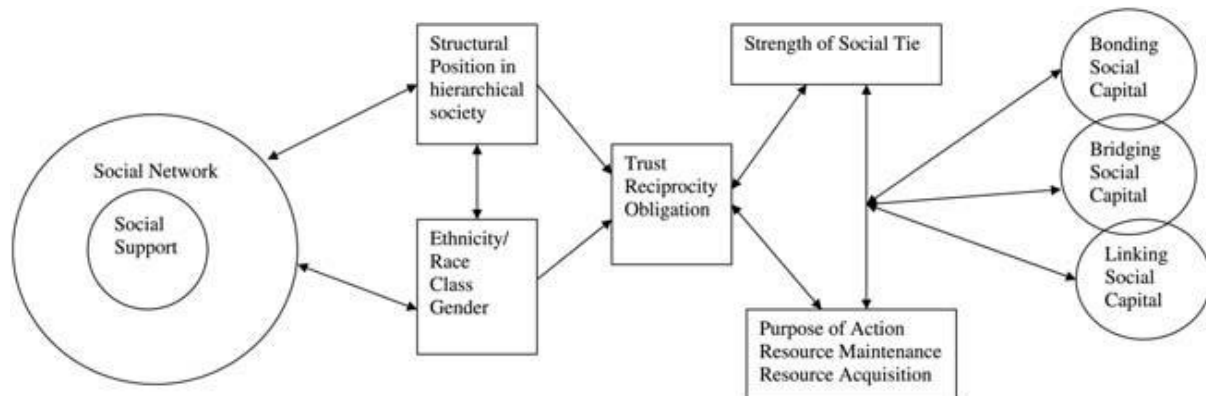 Social Network
Social
Support
Structural
Position in
hierarchical
society
Ethnicity/
Race
Class
Gender
Trust
Reciprocity
Obligation
Strength of Social Tie
Purpose of Action
Resource Maintenance
Resource Acquisition
Bonding
Social
Capital
Bridging
Social
Capital
Linking
Social
Capital